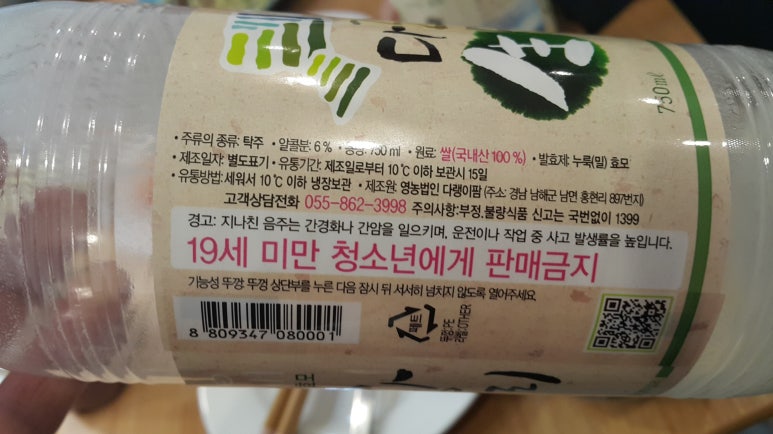 다
생
750㎖
• 주류의 종류: 탁주 • 알콜분: 6% • 용량: 750 ㎖ • 원료: 쌀(국내산 100%) • 발효제: 누룩(밀) 효모
• 제조일자: 별도표기 • 유통기간: 제조일로부터 10℃ 이하 보관시 15일
• 유통방법: 세워서 10℃ 이하 냉장보관 • 제조원: 영농법인 다랭이팜 (주소: 경남 남해군 남면 홍현리 897번지)
고객상담전화 055-862-3998 주의사항: 부정.불량식품 신고는 국번없이 1399
경고: 지나친 음주는 간경화나 간암을 일으키며, 운전이나 작업 중 사고 발생률을 높입니다.
19세 미만 청소년에게 판매금지
기능성 뚜껑: 뚜껑 상단부를 누른 다음 잠시 뒤 서서히 넘치지 않도록 열어주세요.
8 809347 080001
페트
뚜껑:PE
라벨:OTHER